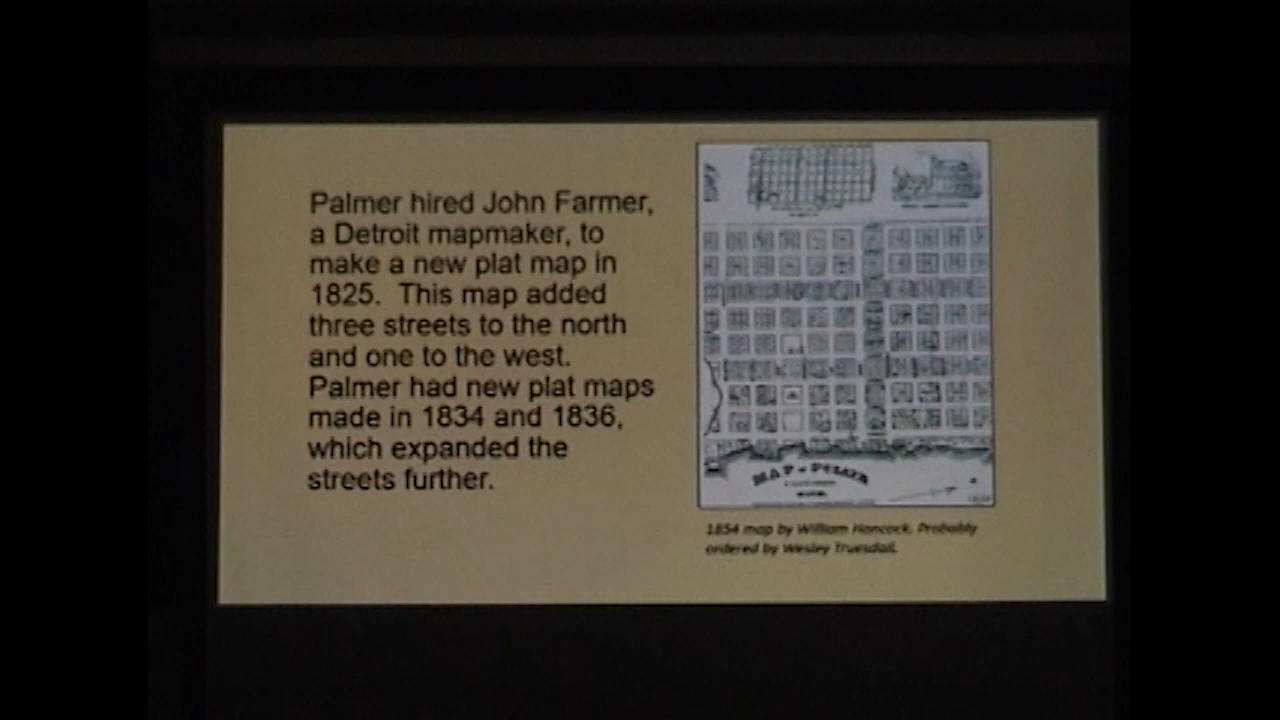 Palmer hired John Farmer,
a Detroit mapmaker, to
make a new plat map in
1825. This map added
three streets to the north
and one to the west.
Palmer had new plat maps
made in 1834 and 1836,
which expanded the
streets further.
MAP of
1854 map by William Hancock. Probably
ordered by Wesley Truesdail.